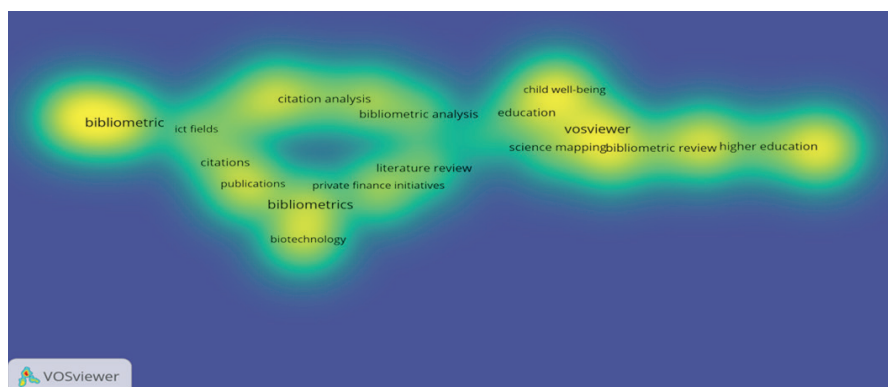 child well-being
citation analysis
bibliometric analysis
education
bibliometric
ict fields
vosviewer
science mapping
bibliometric review
higher education
citations
literature review
publications
private finance initiatives
bibliometrics
biotechnology
VOSviewer